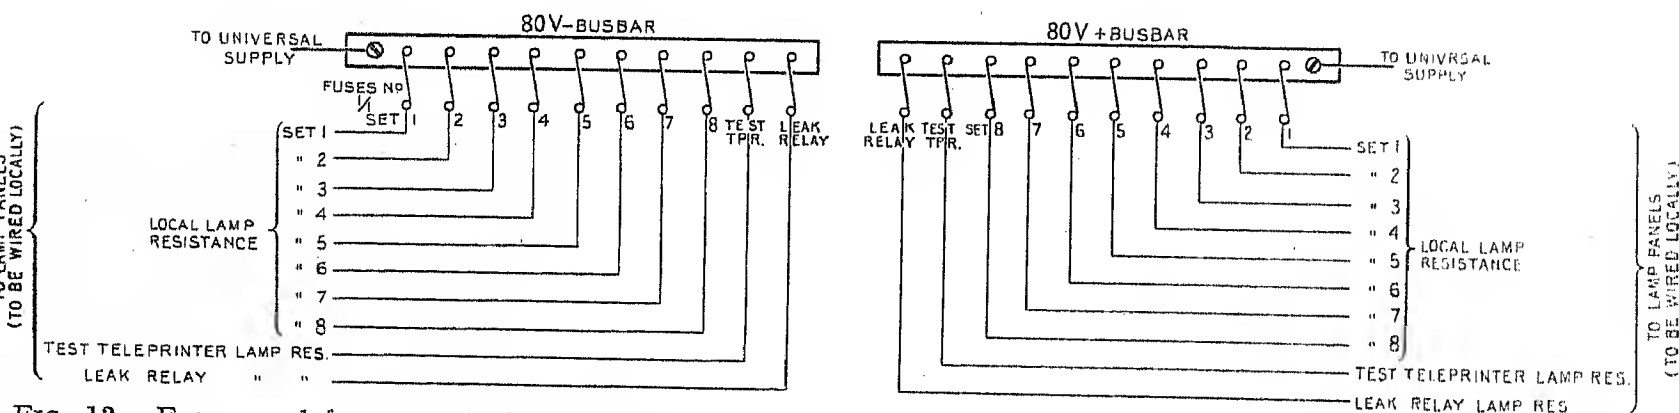 80V-BUSBAR
TO UNIVERSAL
SUPPLY
FUSES NO
1/1
SET 1 2 3 4 5 6 7 8 TEST TPR. LEAK RELAY
SET 1
" 2
" 3
" 4
" 5
" 6
" 7
" 8
LOCAL LAMP
RESISTANCE
TEST TELEPRINTER LAMP RES.
LEAK RELAY " "
LAMP PANELS
(TO BE WIRED LOCALLY)
80V +BUSBAR
TO UNIVRSAL
SUPPLY
LEAK RELAY TEST TPR. SET 8 7 6 5 4 3 2 1
SET 1
" 2
" 3
" 4
" 5
" 6
" 7
" 8
LOCAL LAMP
RESISTANCE
TEST TELEPRINTER LAMP RES.
LEAK RELAY LAMP RES
TO LAMP PANELS
(TO BE WIRED LOCALLY)